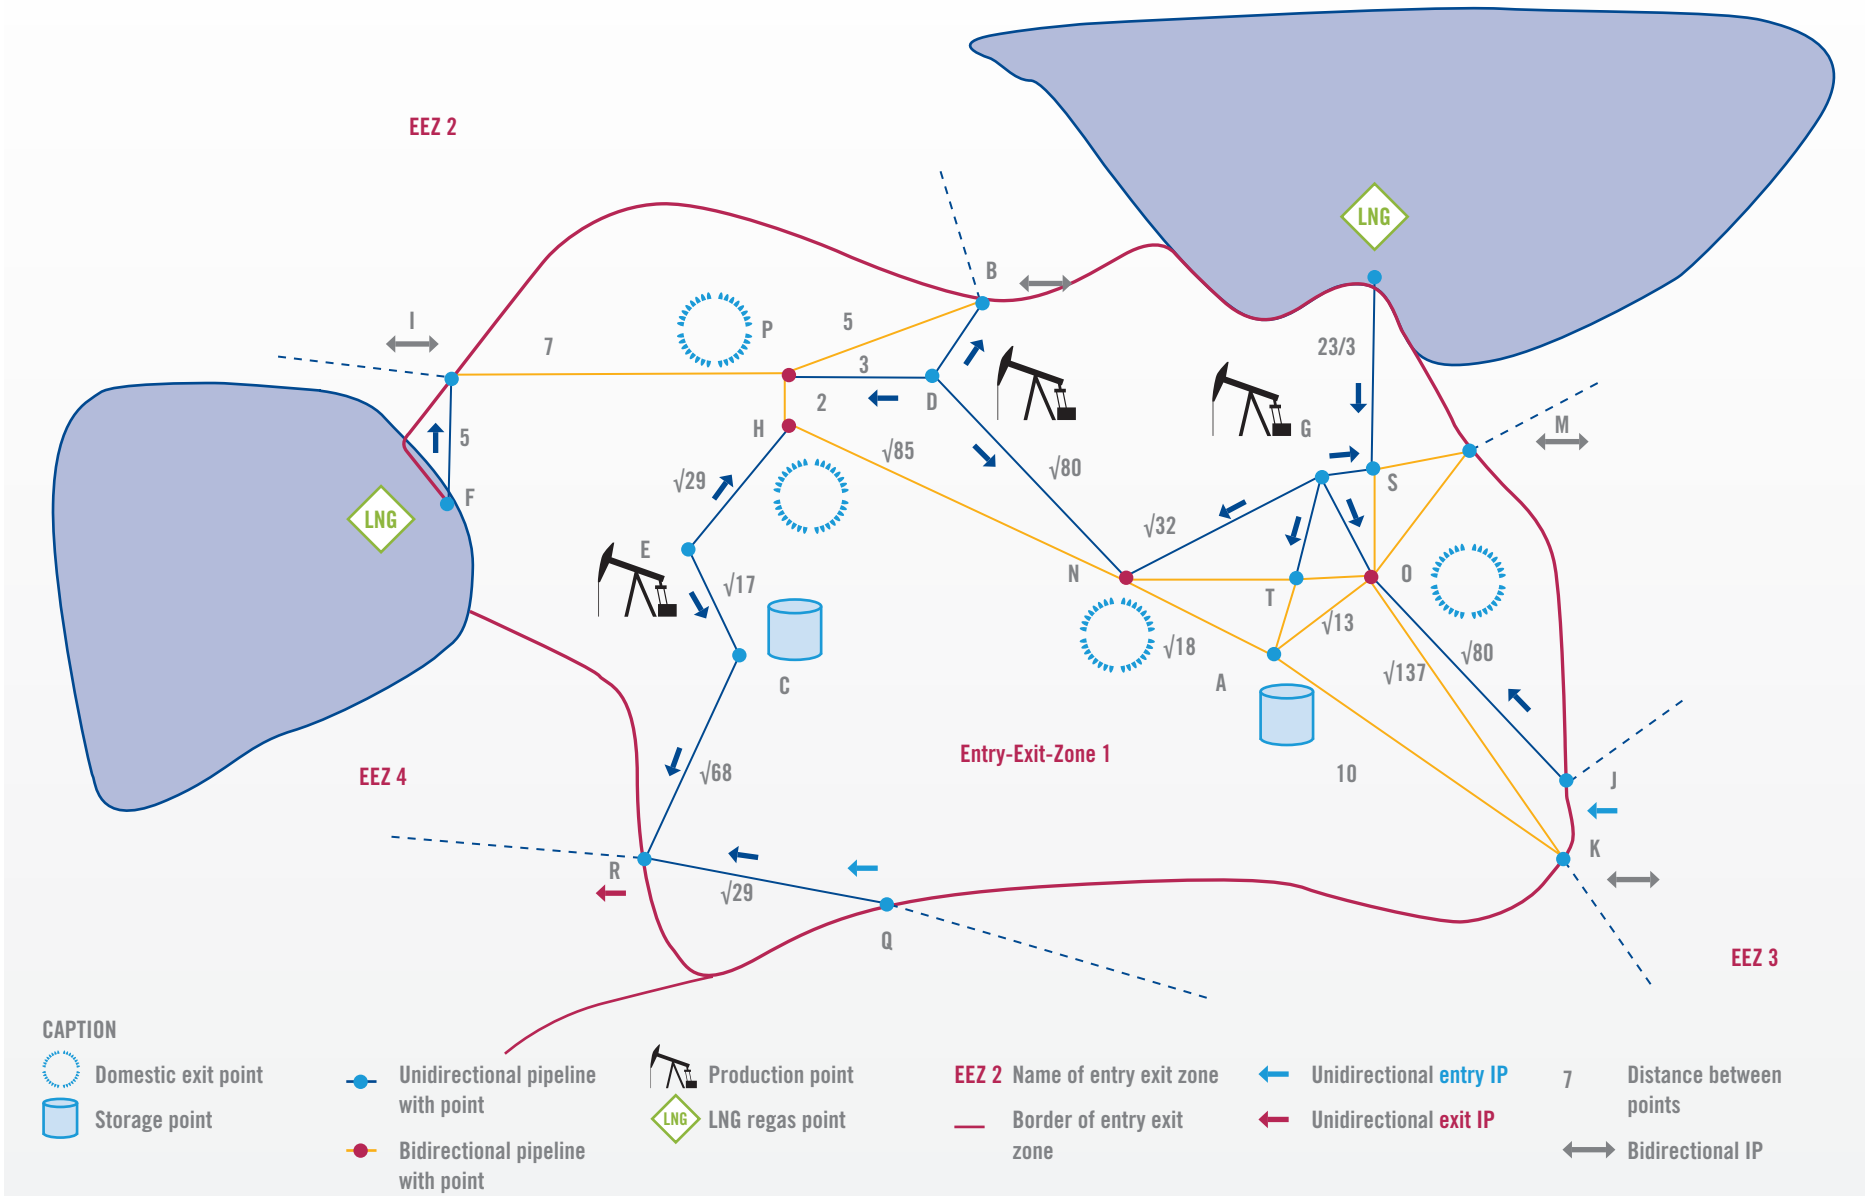 EEZ 2
LNG
B
I
P
5
7
23/3
3
2
D
H
G
M
5
√85
√80
S
√29
F
LNG
√32
E
N
O
T
√17
√13
√18
√80
A
√137
C
Entry-Exit-Zone 1
EEZ 4
√68
10
J
K
R
√29
Q
EEZ 3
CAPTION
Domestic exit point
Storage point
Unidirectional pipeline
with point
Bidirectional pipeline
with point
Production point
LNG
LNG regas point
EEZ 2
Name of entry exit zone
Border of entry exit
zone
Unidirectional entry IP
Unidirectional exit IP
7
Distance between
points
Bidirectional IP